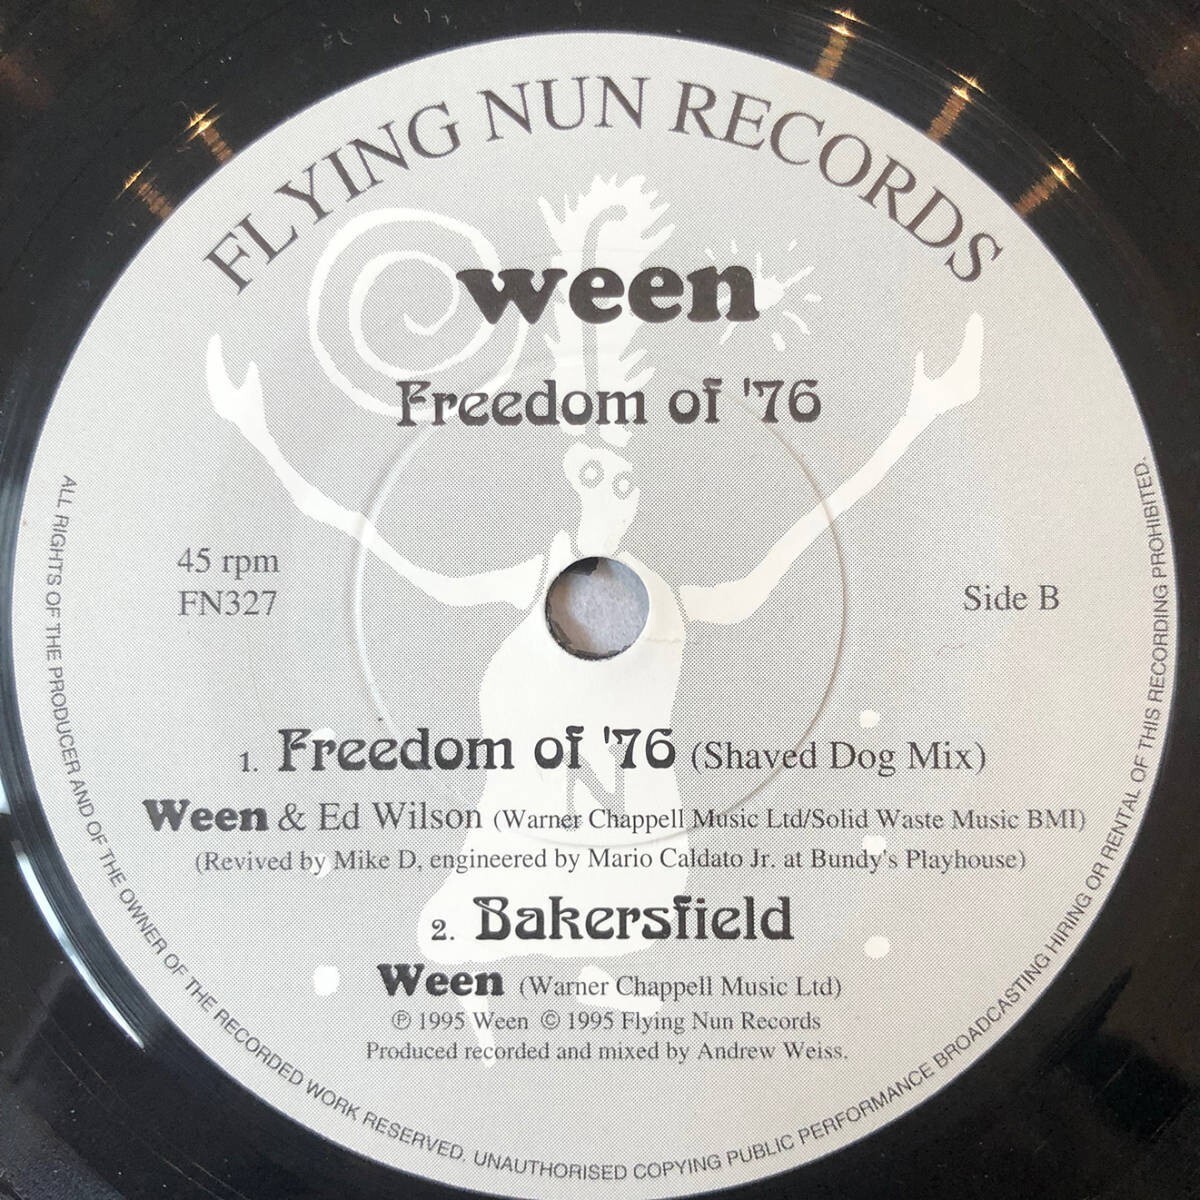 FLYING NUN RECORDS
ween
Freedom of '76
45 rpm
FN327
Side B
1. Freedom of '76 (Shaved Dog Mix)
Ween & Ed Wilson (Warner Chappell Music Ltd/Solid Waste Music BMI)
(Revived by Mike D, engineered by Mario Caldato Jr. at Bundy's Playhouse)
2. Bakersfield
Ween (Warner Chappell Music Ltd)
℗ 1995 Ween © 1995 Flying Nun Records
Produced recorded and mixed by Andrew Weiss.
ALL RIGHTS OF THE PRODUCER AND OF THE OWNER OF THE RECORDED WORK RESERVED. UNAUTHORISED COPYING PUBLIC PERFORMANCE BROADCASTING HIRING OR RENTAL OF THIS RECORDING PROHIBITED.